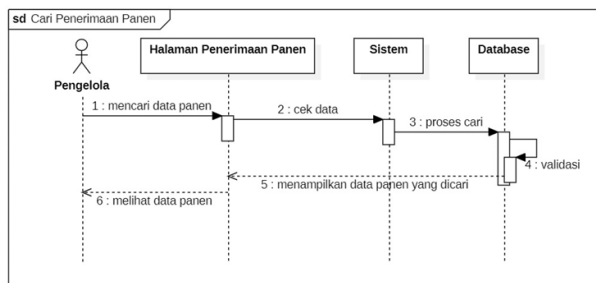 sd Cari Penerimaan Panen
Halaman Penerimaan Panen
Sistem
Database
Pengelola
1 : mencari data panen
2 : cek data
3 : proses cari
4 : validasi
5 : menampilkan data panen yang dicari
6 : melihat data panen